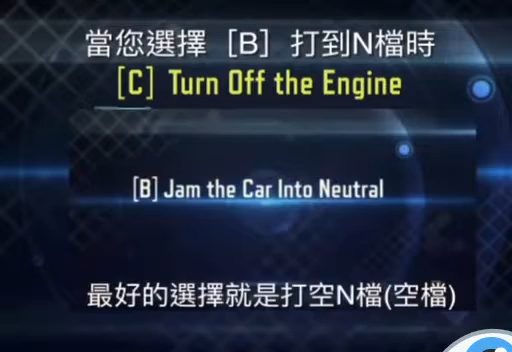 當您選擇［B］打到N檔時
[C] Turn Off the Engine
[B] Jam the Car Into Neutral
最好的選擇就是打空N檔(空檔)